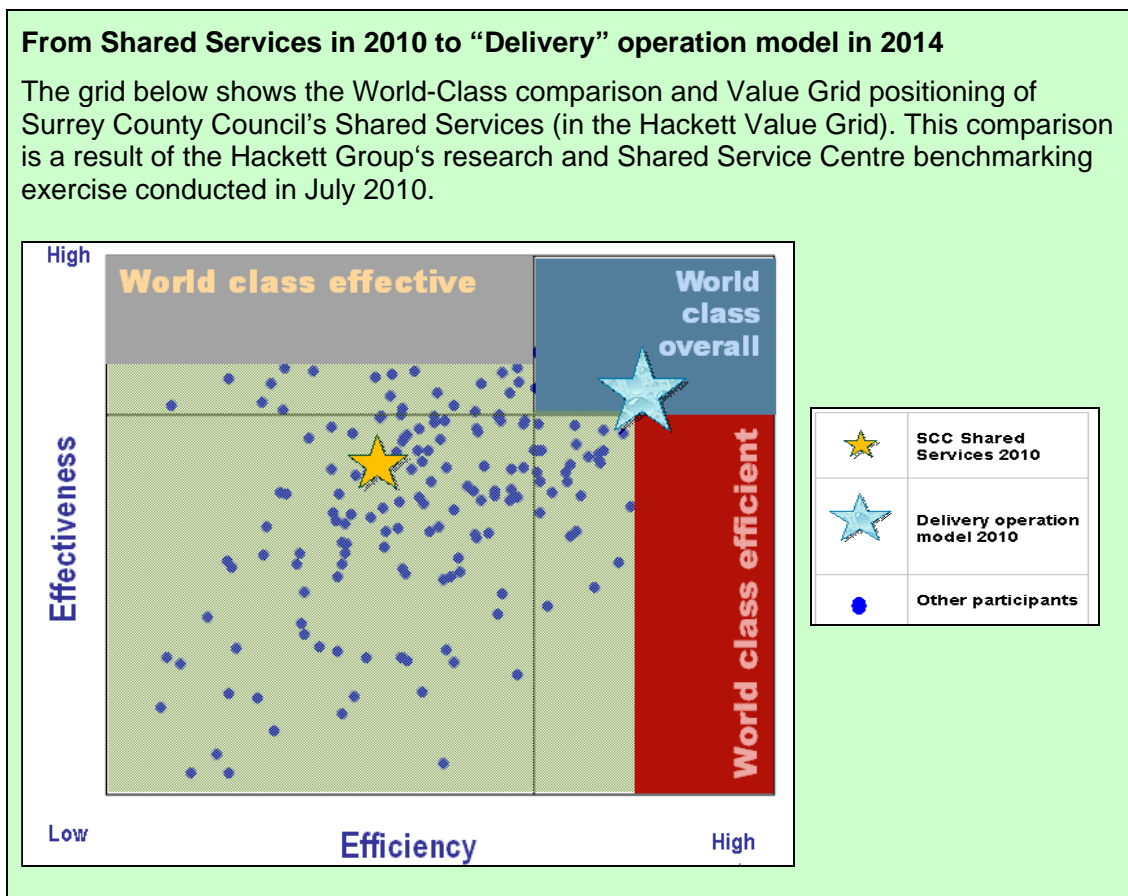 From Shared Services in 2010 to “Delivery” operation model in 2014
The grid below shows the World-Class comparison and Value Grid positioning of
Surrey County Council’s Shared Services (in the Hackett Value Grid). This comparison
is a result of the Hackett Group‘s research and Shared Service Centre benchmarking
exercise conducted in July 2010.
High
World class effective
World
class
overall
Effectiveness
World class efficient
Low
Efficiency
High
SCC Shared
Services 2010
Delivery operation
model 2010
Other participants